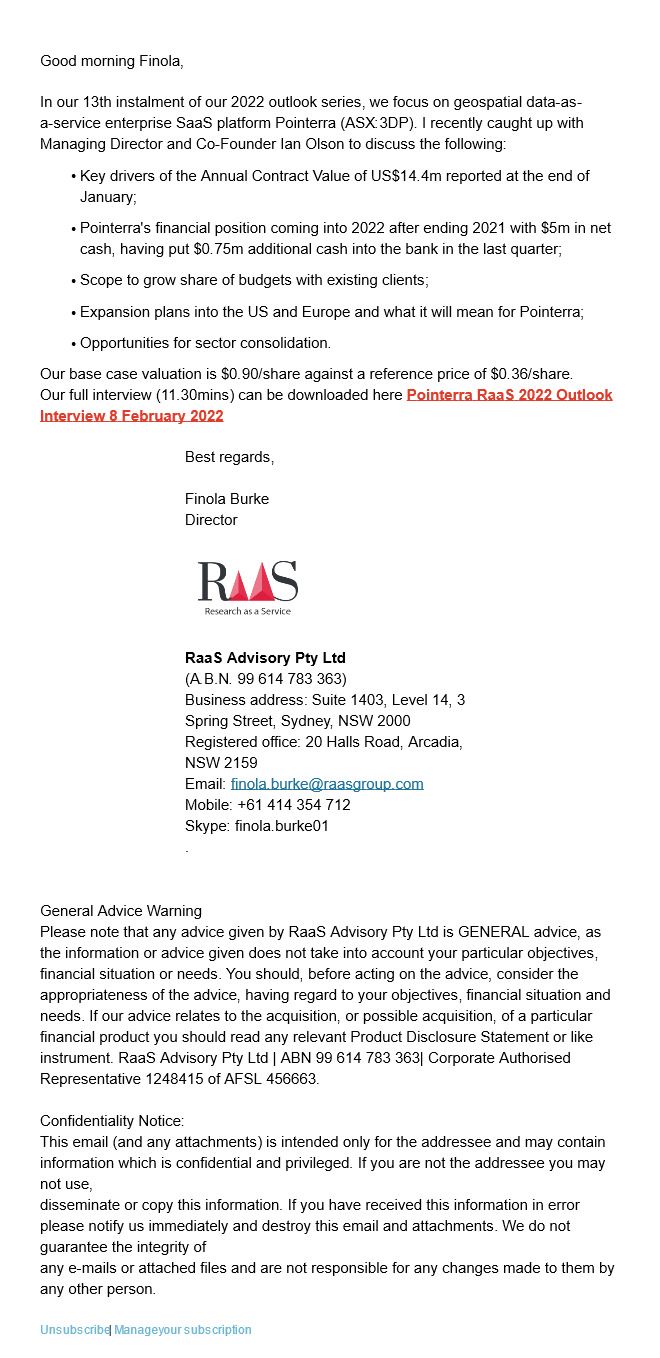 Good morning Finola,
In our 13th instalment of our 2022 outlook series, we focus on geospatial data-as-
a-service enterprise SaaS platform Pointerra (ASX:3DP). I recently caught up with
Managing Director and Co-Founder Ian Olson to discuss the following:
• Key drivers of the Annual Contract Value of US$14.4m reported at the end of
January;
• Pointerra's financial position coming into 2022 after ending 2021 with $5m in net
cash, having put $0.75m additional cash into the bank in the last quarter;
• Scope to grow share of budgets with existing clients;
• Expansion plans into the US and Europe and what it will mean for Pointerra;
• Opportunities for sector consolidation.
Our base case valuation is $0.90/share against a reference price of $0.36/share.
Our full interview (11.30mins) can be downloaded here Pointerra RaaS 2022 Outlook
Interview 8 February 2022
Best regards,
Finola Burke
Director
RAAS
Research as a Service
RaaS Advisory Pty Ltd
(A.B.N. 99 614 783 363)
Business address: Suite 1403, Level 14, 3
Spring Street, Sydney, NSW 2000
Registered office: 20 Halls Road, Arcadia,
NSW 2159
Email: finola.burke@raasgroup.com
Mobile: +61 414 354 712
Skype: finola.burke01
.
General Advice Warning
Please note that any advice given by RaaS Advisory Pty Ltd is GENERAL advice, as
the information or advice given does not take into account your particular objectives,
financial situation or needs. You should, before acting on the advice, consider the
appropriateness of the advice, having regard to your objectives, financial situation and
needs. If our advice relates to the acquisition, or possible acquisition, of a particular
financial product you should read any relevant Product Disclosure Statement or like
instrument. RaaS Advisory Pty Ltd | ABN 99 614 783 363| Corporate Authorised
Representative 1248415 of AFSL 456663.
Confidentiality Notice:
This email (and any attachments) is intended only for the addressee and may contain
information which is confidential and privileged. If you are not the addressee you may
not use,
disseminate or copy this information. If you have received this information in error
please notify us immediately and destroy this email and attachments. We do not
guarantee the integrity of
any e-mails or attached files and are not responsible for any changes made to them by
any other person.
Unsubscribe| Manageyour subscription